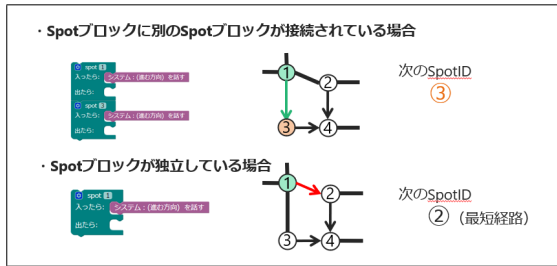 ・Spotブロックに別のSpotブロックが接続されている場合
spot 1
入ったら： システム：(進む方向) を話す
出たら：
spot 3
入ったら： システム：(進む方向) を話す
出たら：
1
2
3
4
次のSpotID
③
・Spotブロックが独立している場合
spot 1
入ったら： システム：(進む方向) を話す
出たら：
1
2
3
4
次のSpotID
② （最短経路）